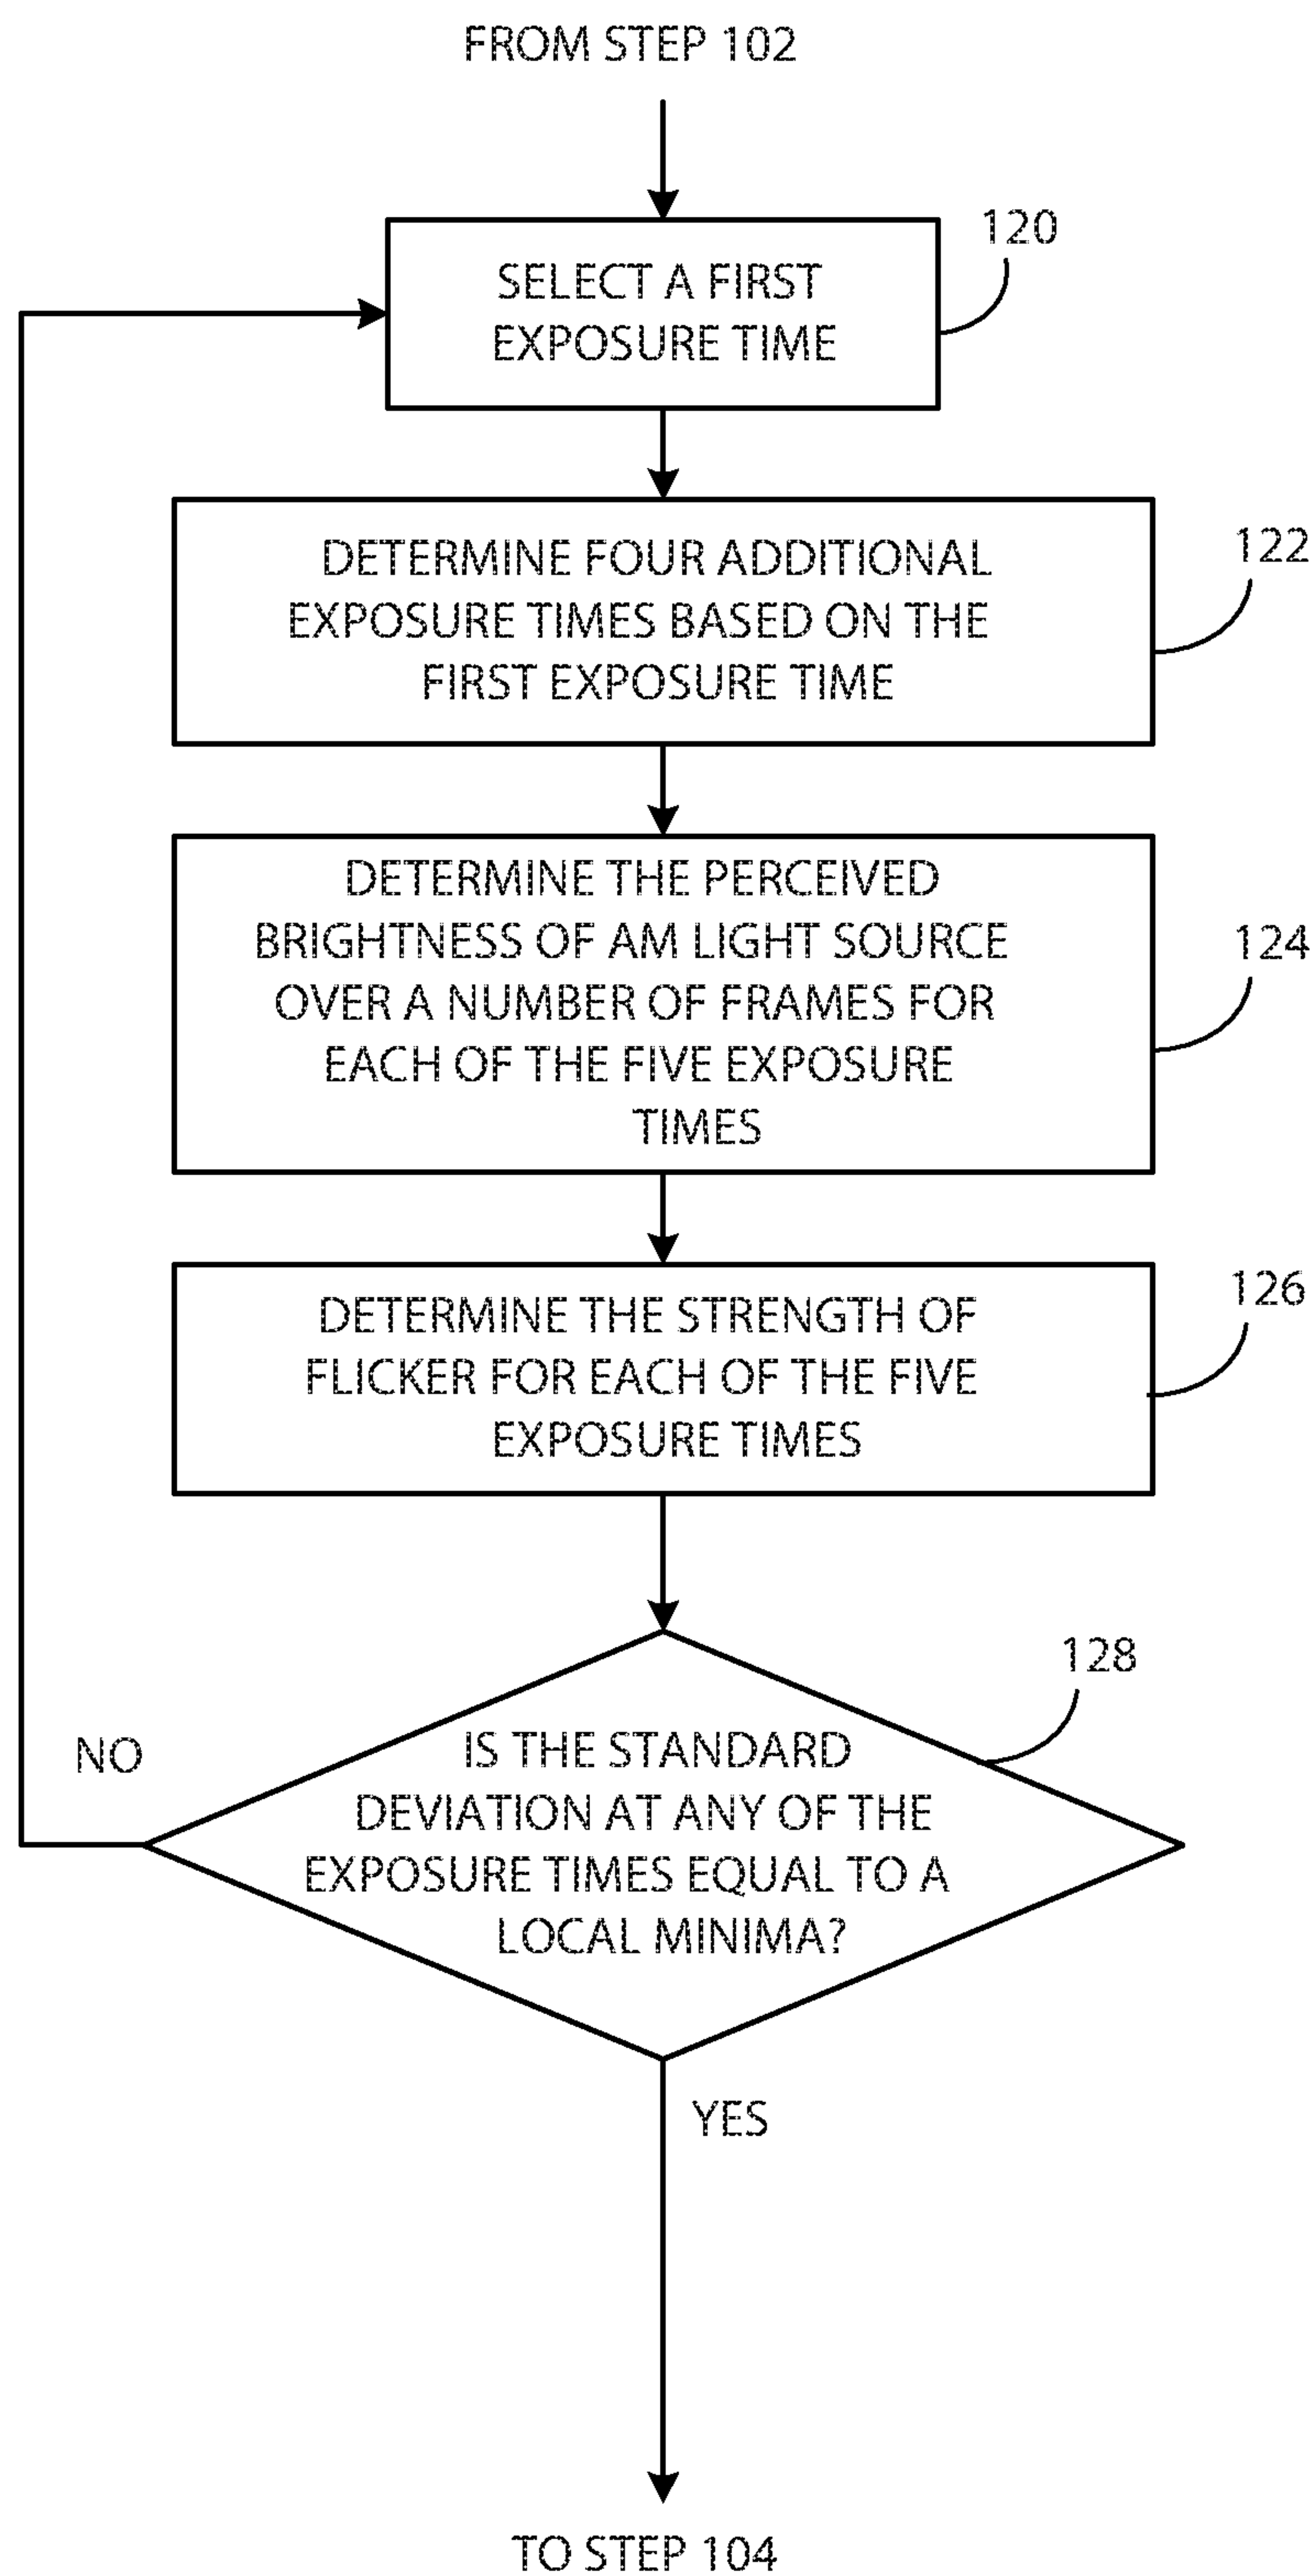 FROM STEP 102
120
SELECT A FIRST
EXPOSURE TIME
122
DETERMINE FOUR ADDITIONAL
EXPOSURE TIMES BASED ON THE
FIRST EXPOSURE TIME
124
DETERMINE THE PERCEIVED
BRIGHTNESS OF AM LIGHT SOURCE
OVER A NUMBER OF FRAMES FOR
EACH OF THE FIVE EXPOSURE
TIMES
126
DETERMINE THE STRENGTH OF
FLICKER FOR EACH OF THE FIVE
EXPOSURE TIMES
128
NO
IS THE STANDARD
DEVIATION AT ANY OF THE
EXPOSURE TIMES EQUAL TO A
LOCAL MINIMA?
YES
TO STEP 104